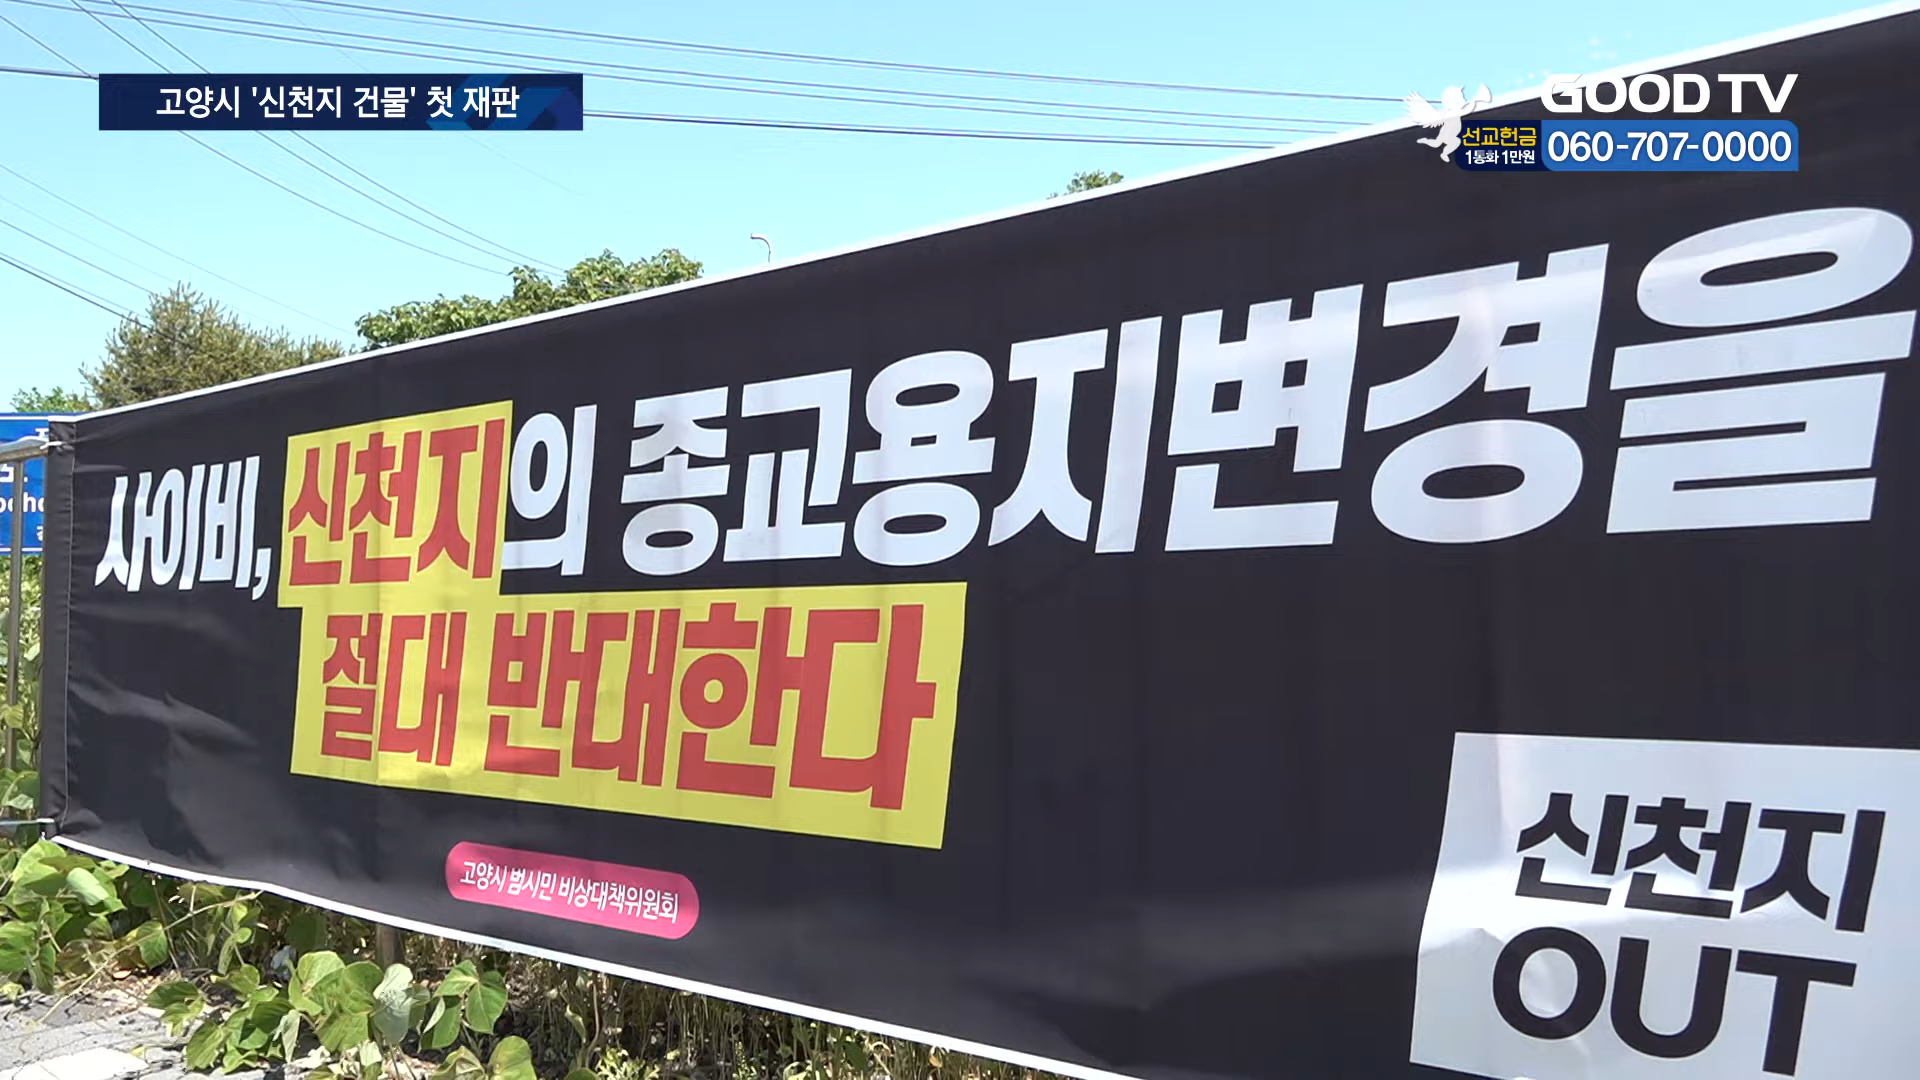 고양시 '신천지 건물' 첫 재판
GOOD TV
선교헌금
1통화 1만원
060-707-0000
사이비, 신천지의 종교용지변경을
절대 반대한다
고양시 범시민 비상대책위원회
신천지
OUT